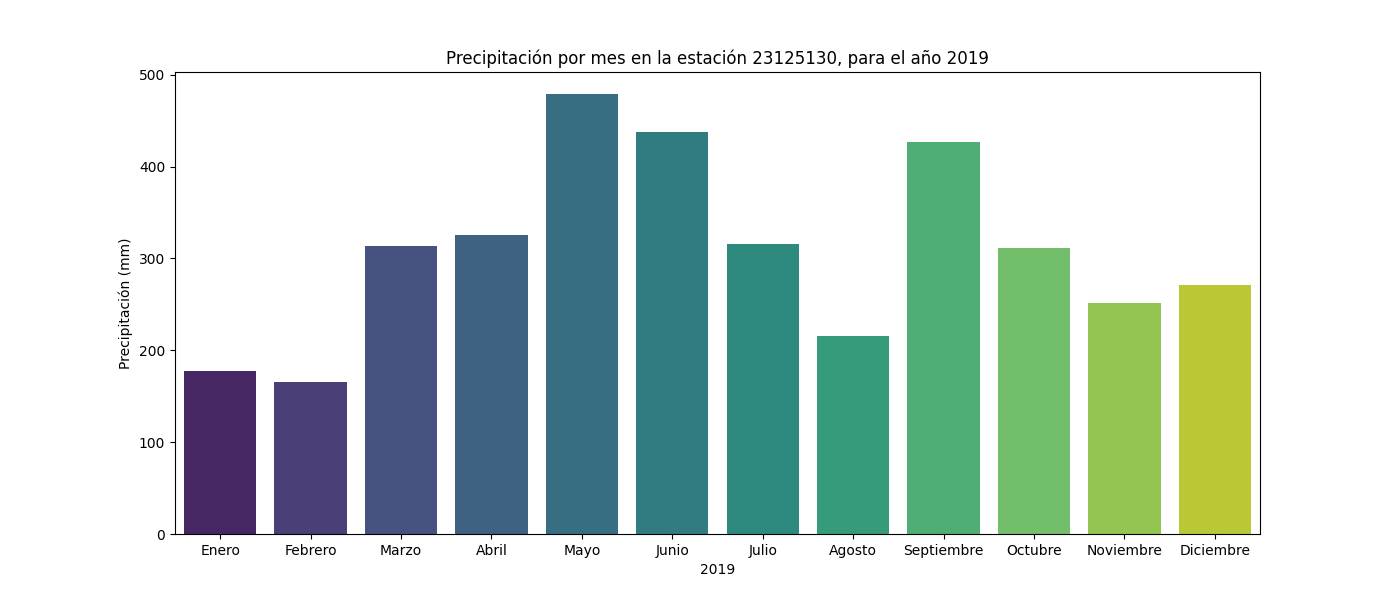 Precipitación por mes en la estación 23125130, para el año 2019
Precipitación (mm)
500
400
300
200
100
0
Enero Febrero Marzo Abril Mayo Junio Julio Agosto Septiembre Octubre Noviembre Diciembre
2019